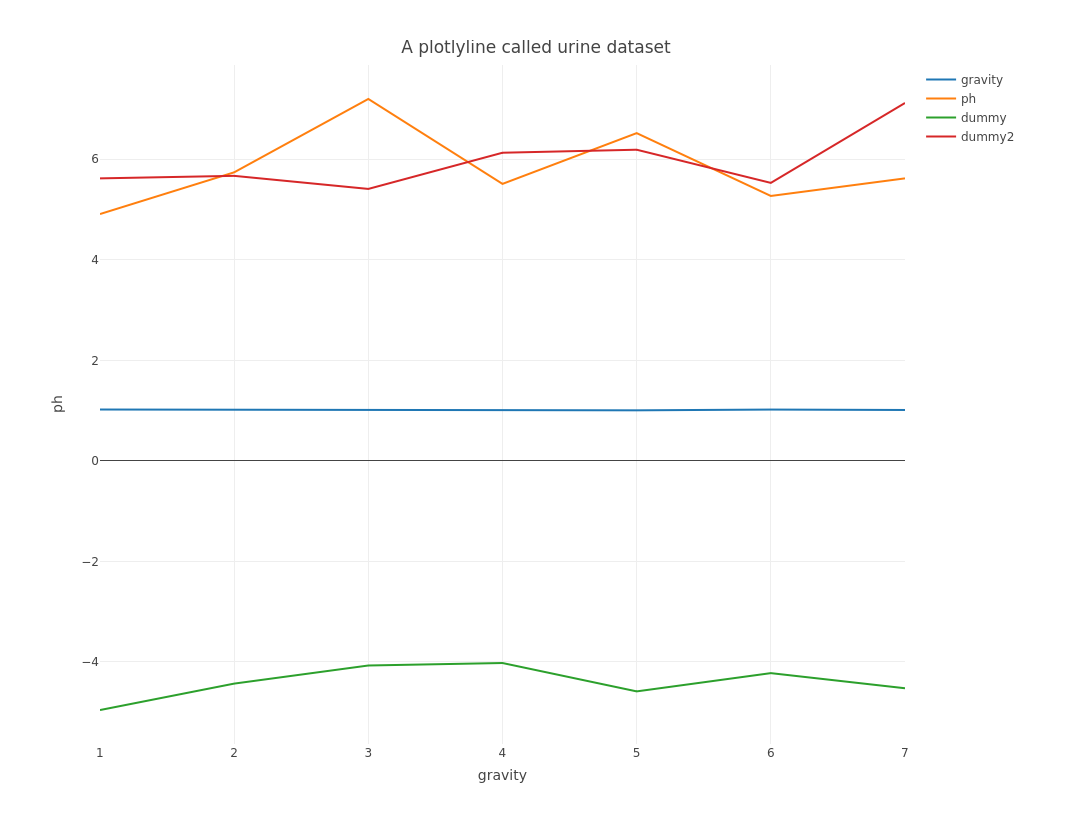 A plotlyline called urine dataset
gravity
ph
dummy
dummy2
6
4
2
0
−2
−4
ph
1 2 3 4 5 6 7
gravity